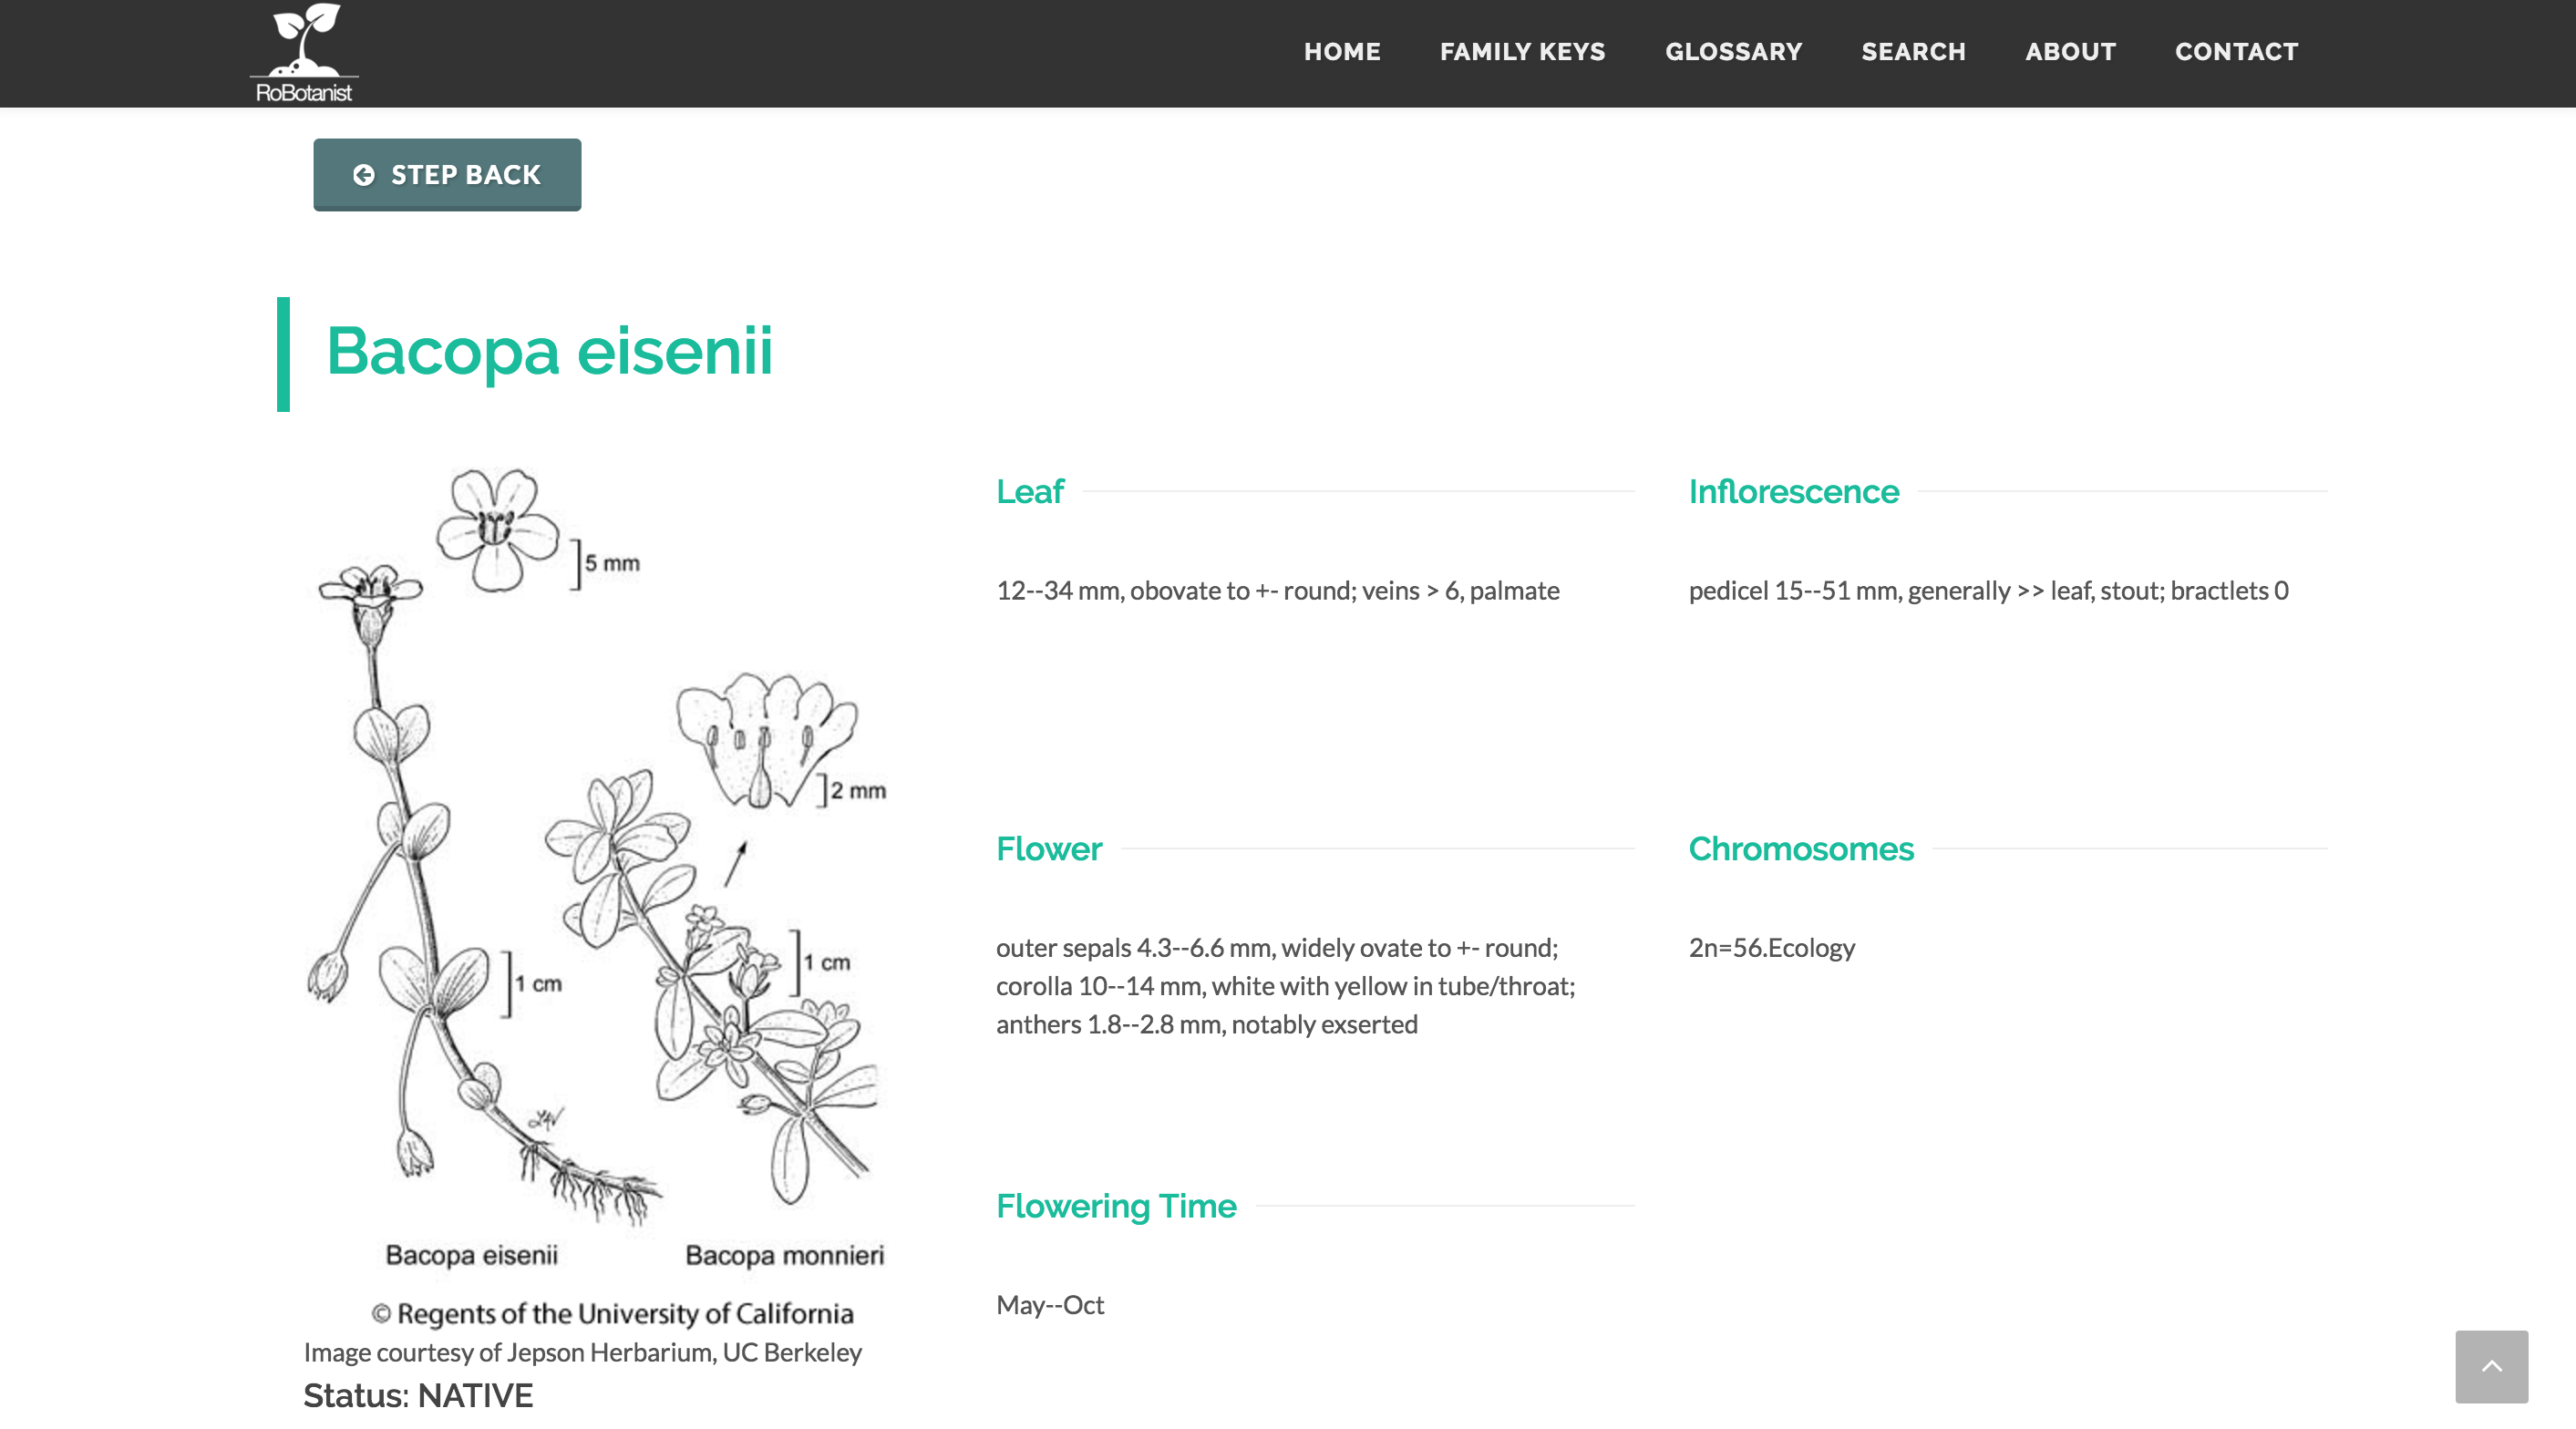 RoBotanist
HOME FAMILY KEYS GLOSSARY SEARCH ABOUT CONTACT
STEP BACK
Bacopa eisenii
5 mm
2 mm
1 cm
1 cm
Bacopa eisenii Bacopa monnieri
© Regents of the University of California
Image courtesy of Jepson Herbarium, UC Berkeley
Status: NATIVE
Leaf
12--34 mm, obovate to +- round; veins > 6, palmate
Inflorescence
pedicel 15--51 mm, generally >> leaf, stout; bractlets 0
Flower
outer sepals 4.3--6.6 mm, widely ovate to +- round;
corolla 10--14 mm, white with yellow in tube/throat;
anthers 1.8--2.8 mm, notably exserted
Chromosomes
2n=56.Ecology
Flowering Time
May--Oct